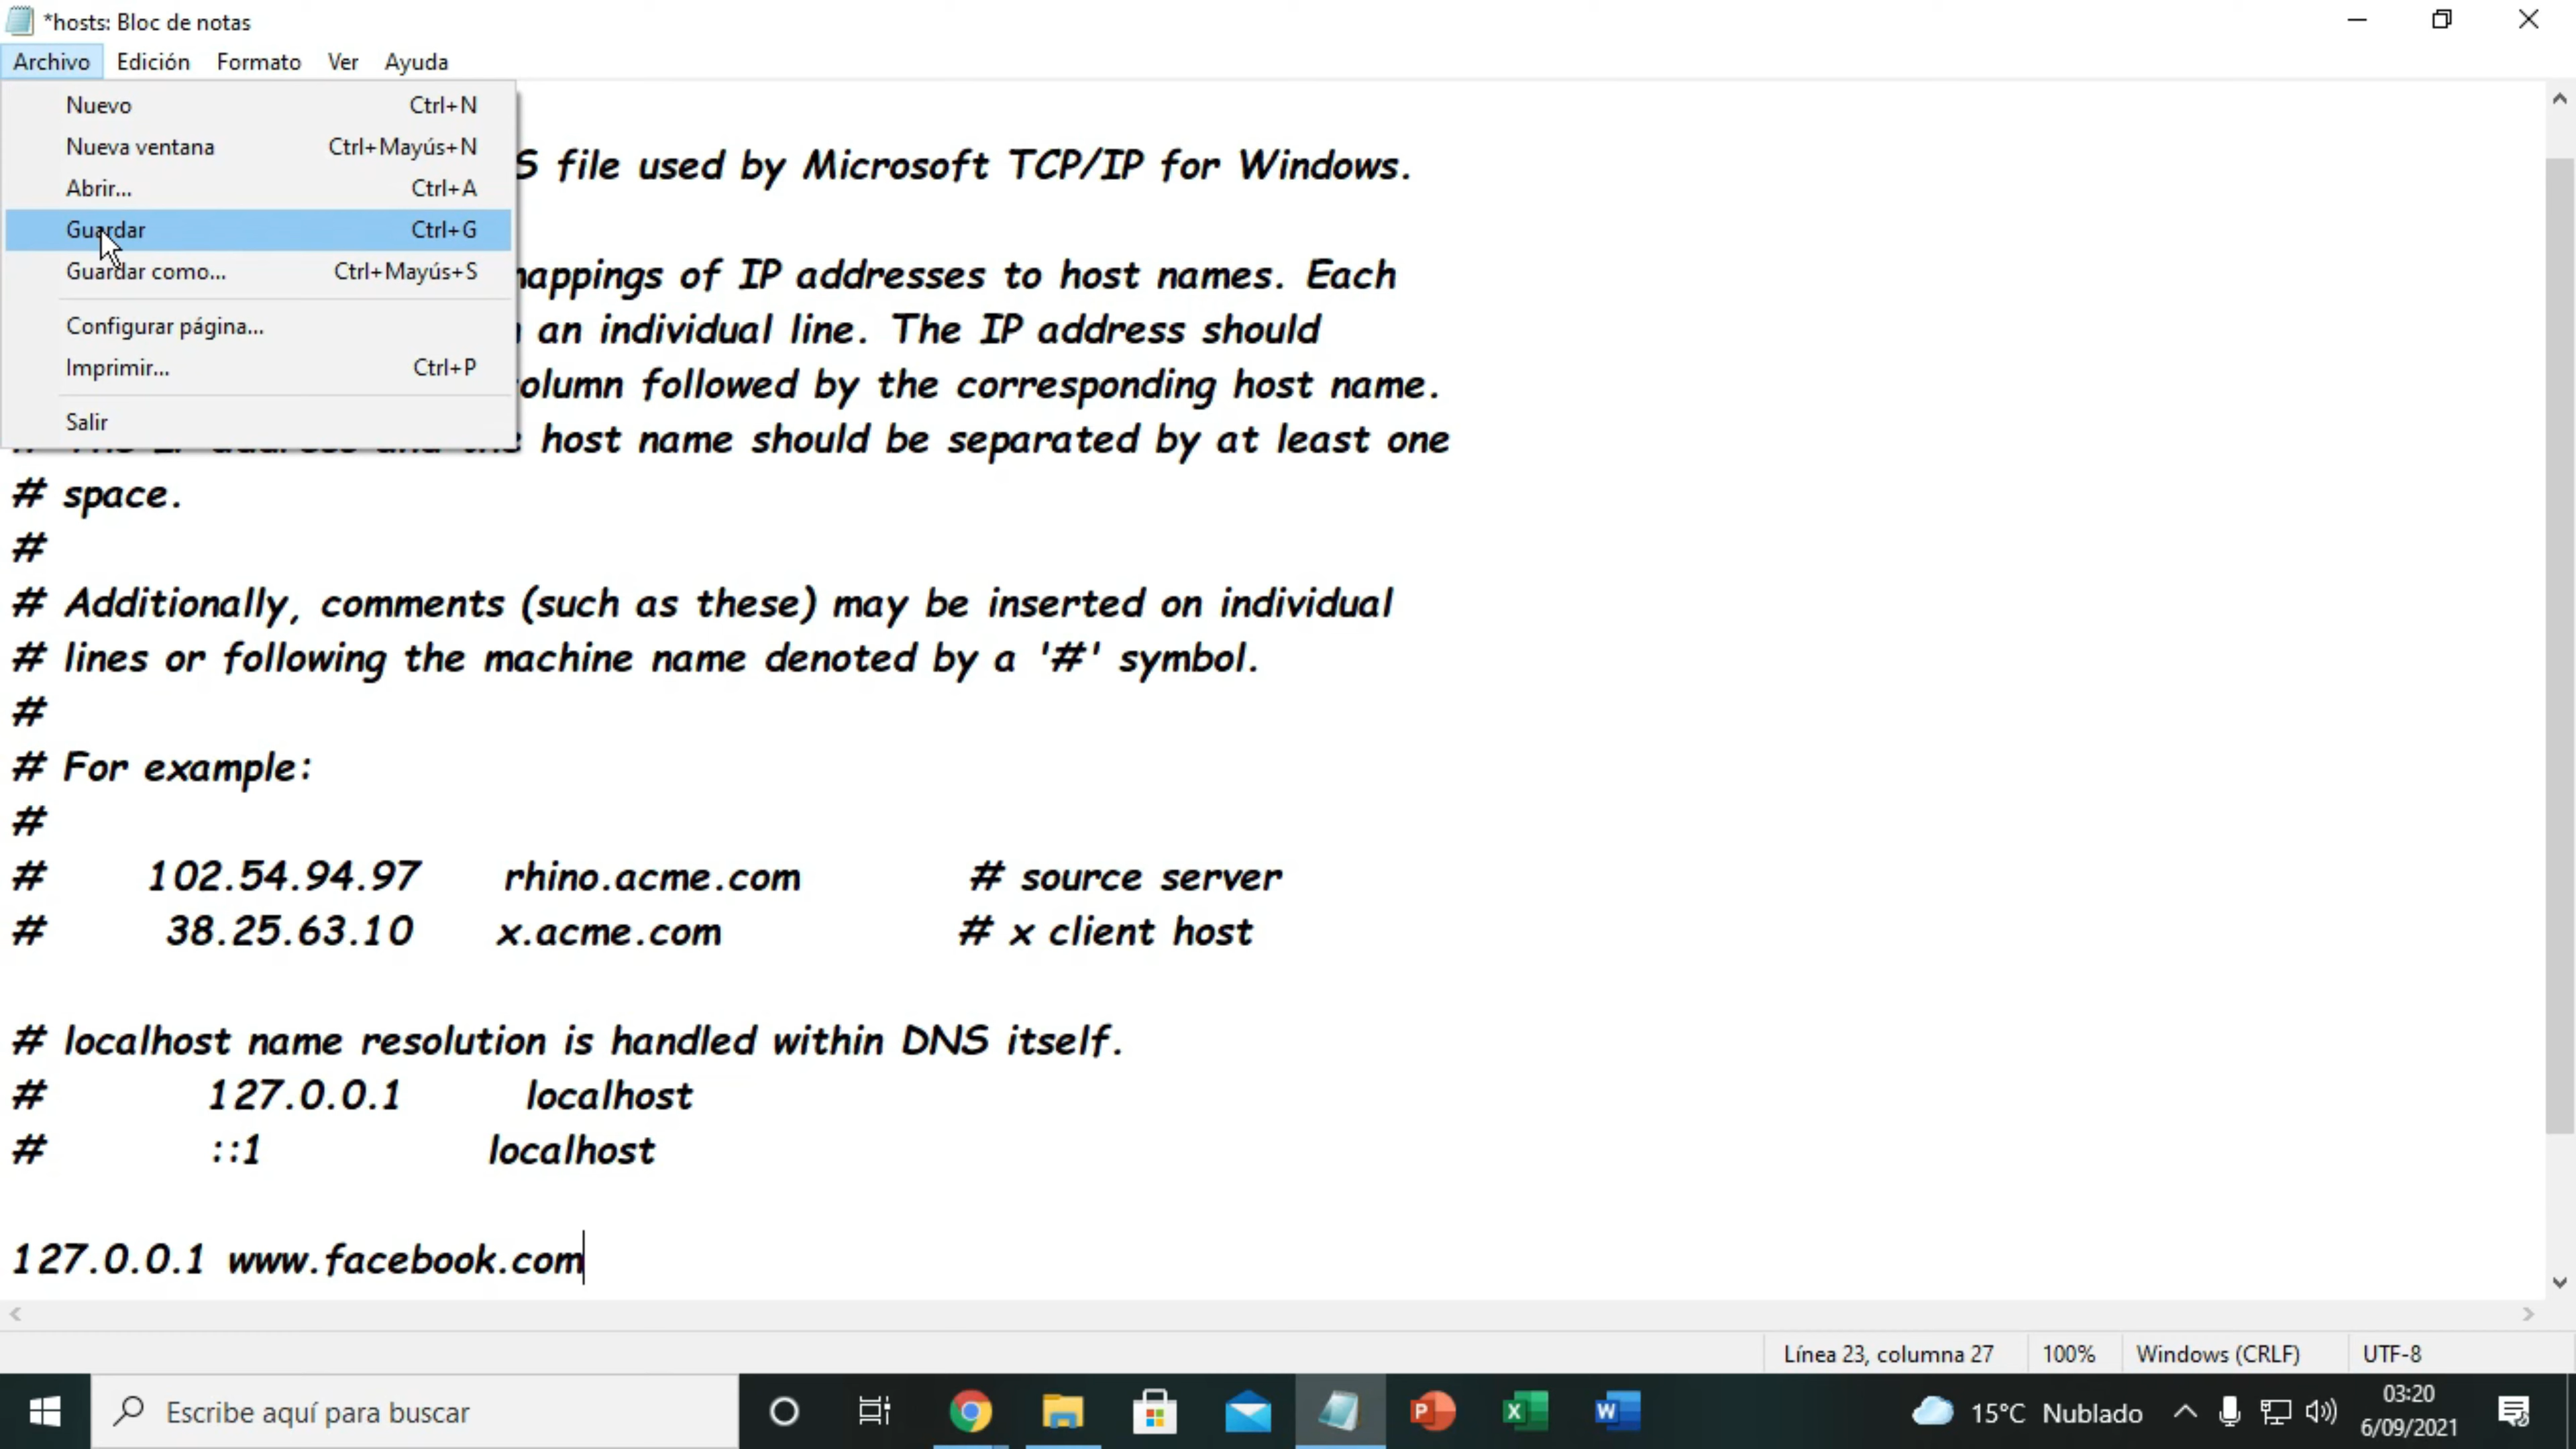 *hosts: Bloc de notas
Archivo Edición Formato Ver Ayuda
Nuevo Ctrl+N
Nueva ventana Ctrl+Mayús+N
Abrir... Ctrl+A
Guardar Ctrl+G
Guardar como... Ctrl+Mayús+S
Configurar página...
Imprimir... Ctrl+P
Salir
S file used by Microsoft TCP/IP for Windows.
mappings of IP addresses to host names. Each
an individual line. The IP address should
column followed by the corresponding host name.
host name should be separated by at least one
# space.
#
# Additionally, comments (such as these) may be inserted on individual
# lines or following the machine name denoted by a '#' symbol.
#
# For example:
#
# 102.54.94.97 rhino.acme.com # source server
# 38.25.63.10 x.acme.com # x client host
# localhost name resolution is handled within DNS itself.
# 127.0.0.1 localhost
# ::1 localhost
127.0.0.1 www.facebook.com
Línea 23, columna 27 100% Windows (CRLF) UTF-8
Escribe aquí para buscar
15°C Nublado
03:20
6/09/2021